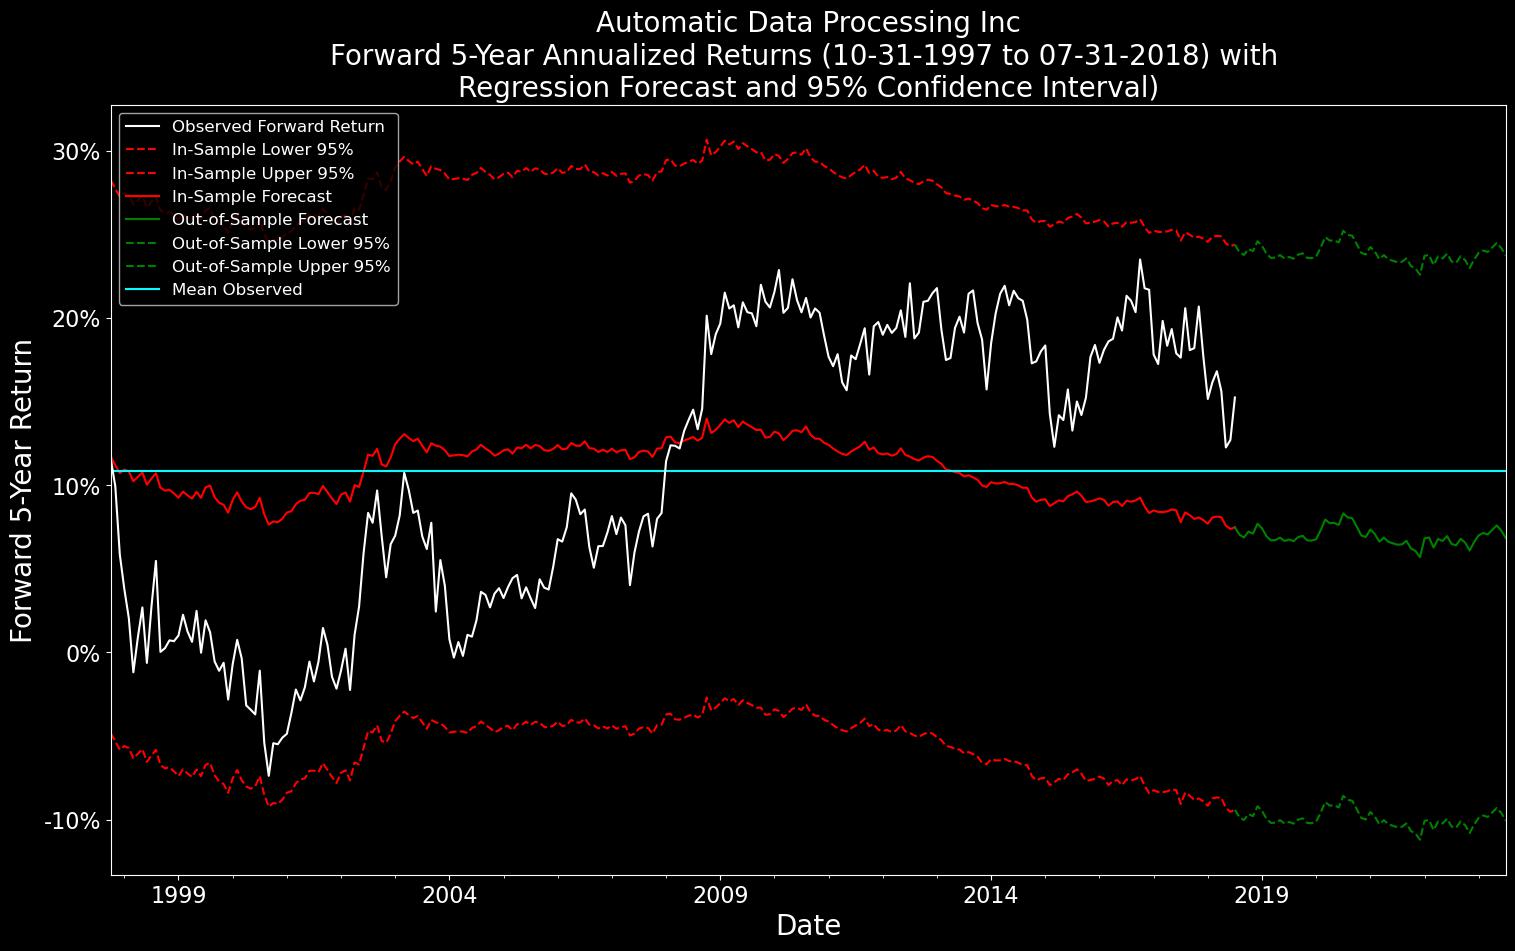 Automatic Data Processing Inc
Forward 5-Year Annualized Returns (10-31-1997 to 07-31-2018) with
Regression Forecast and 95% Confidence Interval)
Observed Forward Return
In-Sample Lower 95%
In-Sample Upper 95%
In-Sample Forecast
Out-of-Sample Forecast
Out-of-Sample Lower 95%
Out-of-Sample Upper 95%
Mean Observed
30%
20%
10%
0%
-10%
Forward 5-Year Return
1999
2004
2009
2014
2019
Date